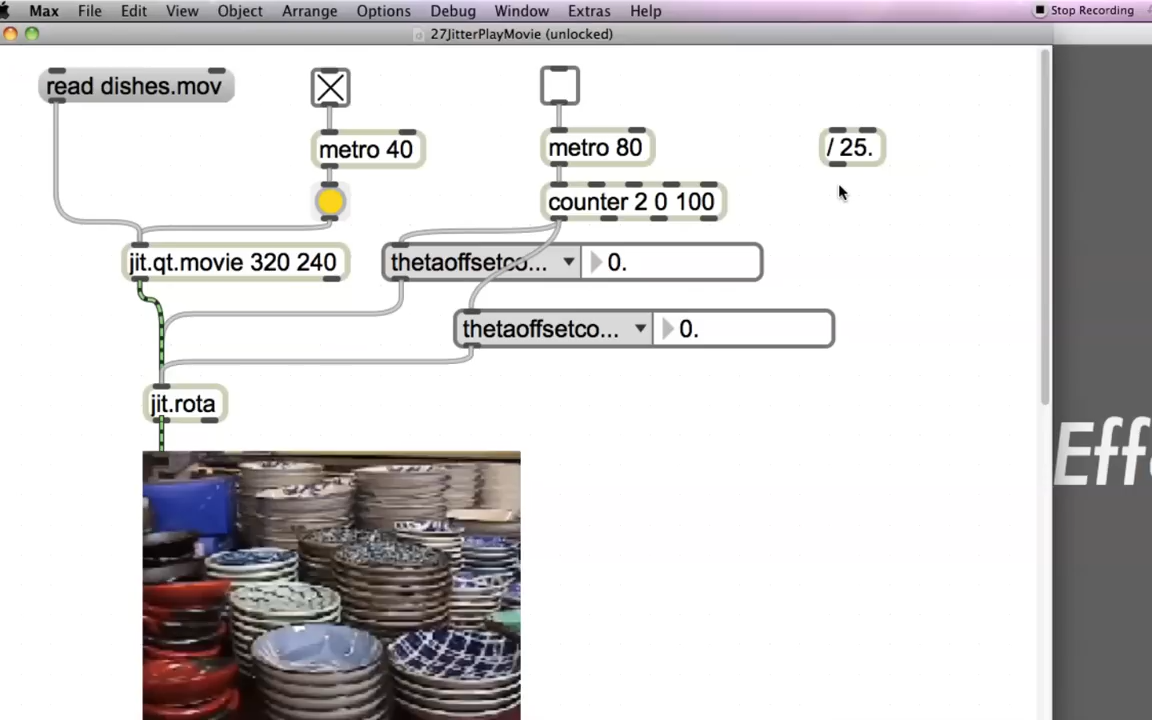 Max File Edit View Object Arrange Options Debug Window Extras Help Stop Recording
27JitterPlayMovie (unlocked)
read dishes.mov
metro 40
metro 80
/ 25.
counter 2 0 100
jit.qt.movie 320 240
thetaoffsetco... 0.
thetaoffsetco... 0.
jit.rota
Eff